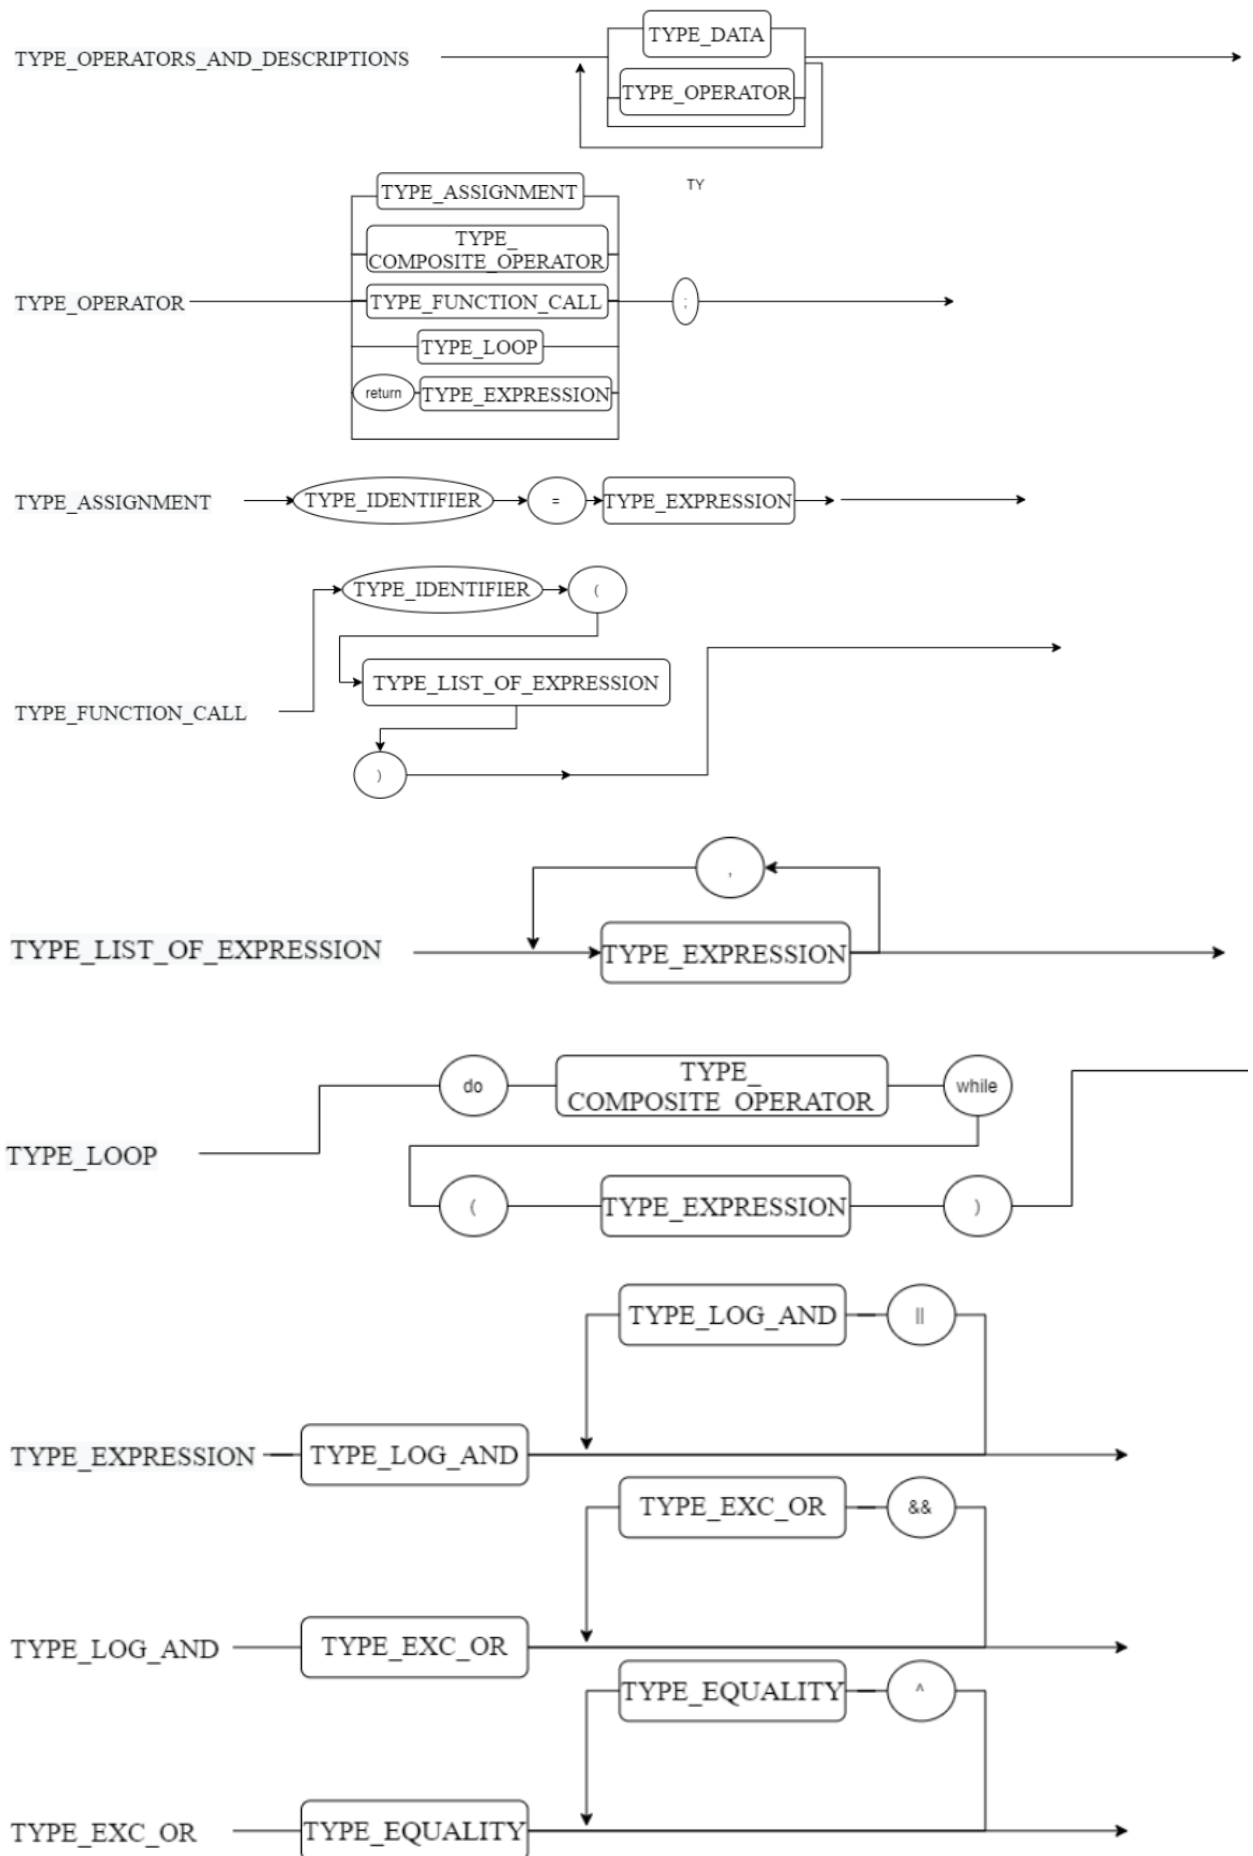 TYPE_DATA
TYPE_OPERATORS_AND_DESCRIPTIONS
TYPE_OPERATOR
TY
TYPE_ASSIGNMENT
TYPE_
COMPOSITE_OPERATOR
TYPE_OPERATOR
TYPE_FUNCTION_CALL
;
TYPE_LOOP
return
TYPE_EXPRESSION
TYPE_ASSIGNMENT
TYPE_IDENTIFIER
=
TYPE_EXPRESSION
TYPE_IDENTIFIER
(
TYPE_LIST_OF_EXPRESSION
TYPE_FUNCTION_CALL
)
,
TYPE_LIST_OF_EXPRESSION
TYPE_EXPRESSION
do
TYPE_
COMPOSITE_OPERATOR
while
TYPE_LOOP
(
TYPE_EXPRESSION
)
TYPE_LOG_AND
||
TYPE_EXPRESSION
TYPE_LOG_AND
TYPE_EXC_OR
&&
TYPE_LOG_AND
TYPE_EXC_OR
TYPE_EQUALITY
^
TYPE_EXC_OR
TYPE_EQUALITY